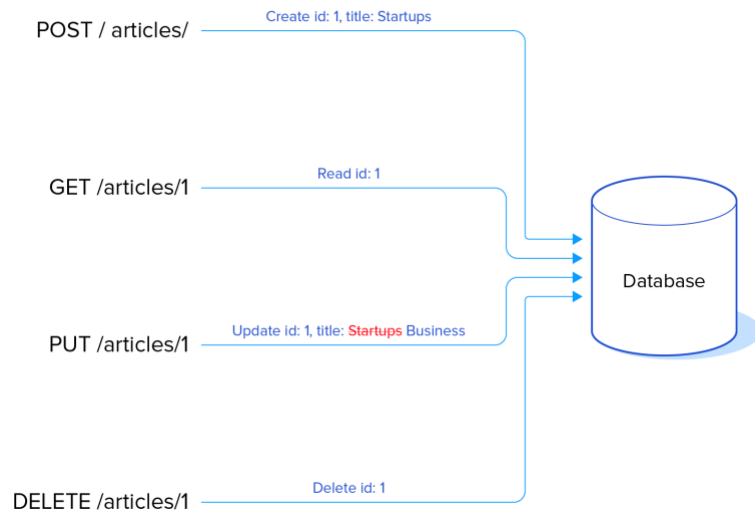 POST / articles/
Create id: 1, title: Startups
GET /articles/1
Read id: 1
Database
PUT /articles/1
Update id: 1, title: Startups Business
DELETE /articles/1
Delete id: 1